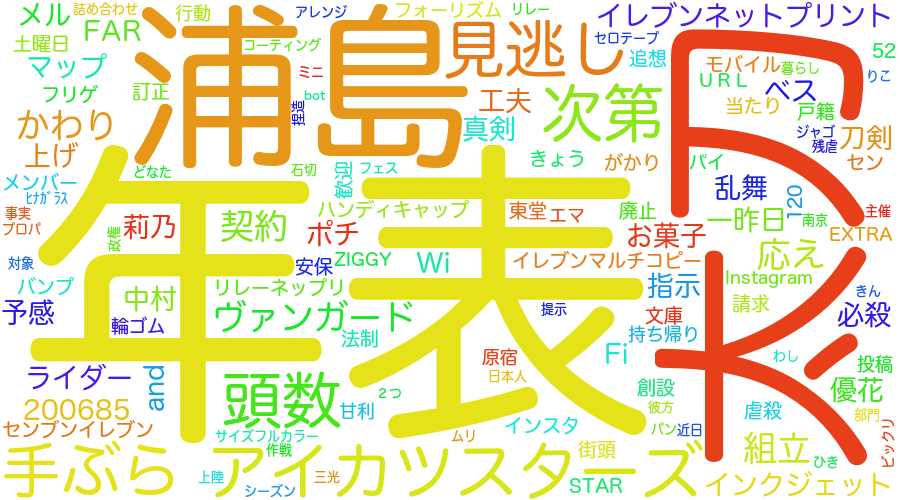 メル
詰め合わせ
行動
アレンジ
フォーリズム
リレー
イレブンネットプリント
FAR
土曜日
コーティング
浦島
見逃し
セロテープ
追想
52
マップ
ミニ
モバイル
暮らし
りこ
フリゲ
訂正
bot
工夫
次第
URL
ベス
かわり
捏造
真剣
当たり
戸籍
ジャゴ
刀剣
上げ
どなた
石切
フェス
歓迎
きょう
がかり
パイ
残虐
セン
メンバー
ヒナガラス
年表
乱舞
120
事実
プロパ
莉乃
契約
ハンディキャップ
東堂
エマ
廃止
一昨日
南京
主催
政権
ポチ
お菓子
EXTRA
対象
安保
ZIGGY
Wi
イレブンマルチコピー
応え
バンプ
中村
リレーネップリ
指示
Instagram
きん
予感
輪ゴム
ヴァンガード
提示
文庫
請求
必殺
法制
持ち帰り
原宿
Fi
わし
投稿
ライダー
and
頭数
2つ
日本人
創設
優花
200685
甘利
インスタ
彼方
虐殺
部門
センブンイレブン
サイズフルカラー
ムリ
パン
近日
ピックリ
手ぶら
作戦
アイカツスターズ
街頭
組立
ひき
上陸
シーズン
三光
STAR
インクジェット